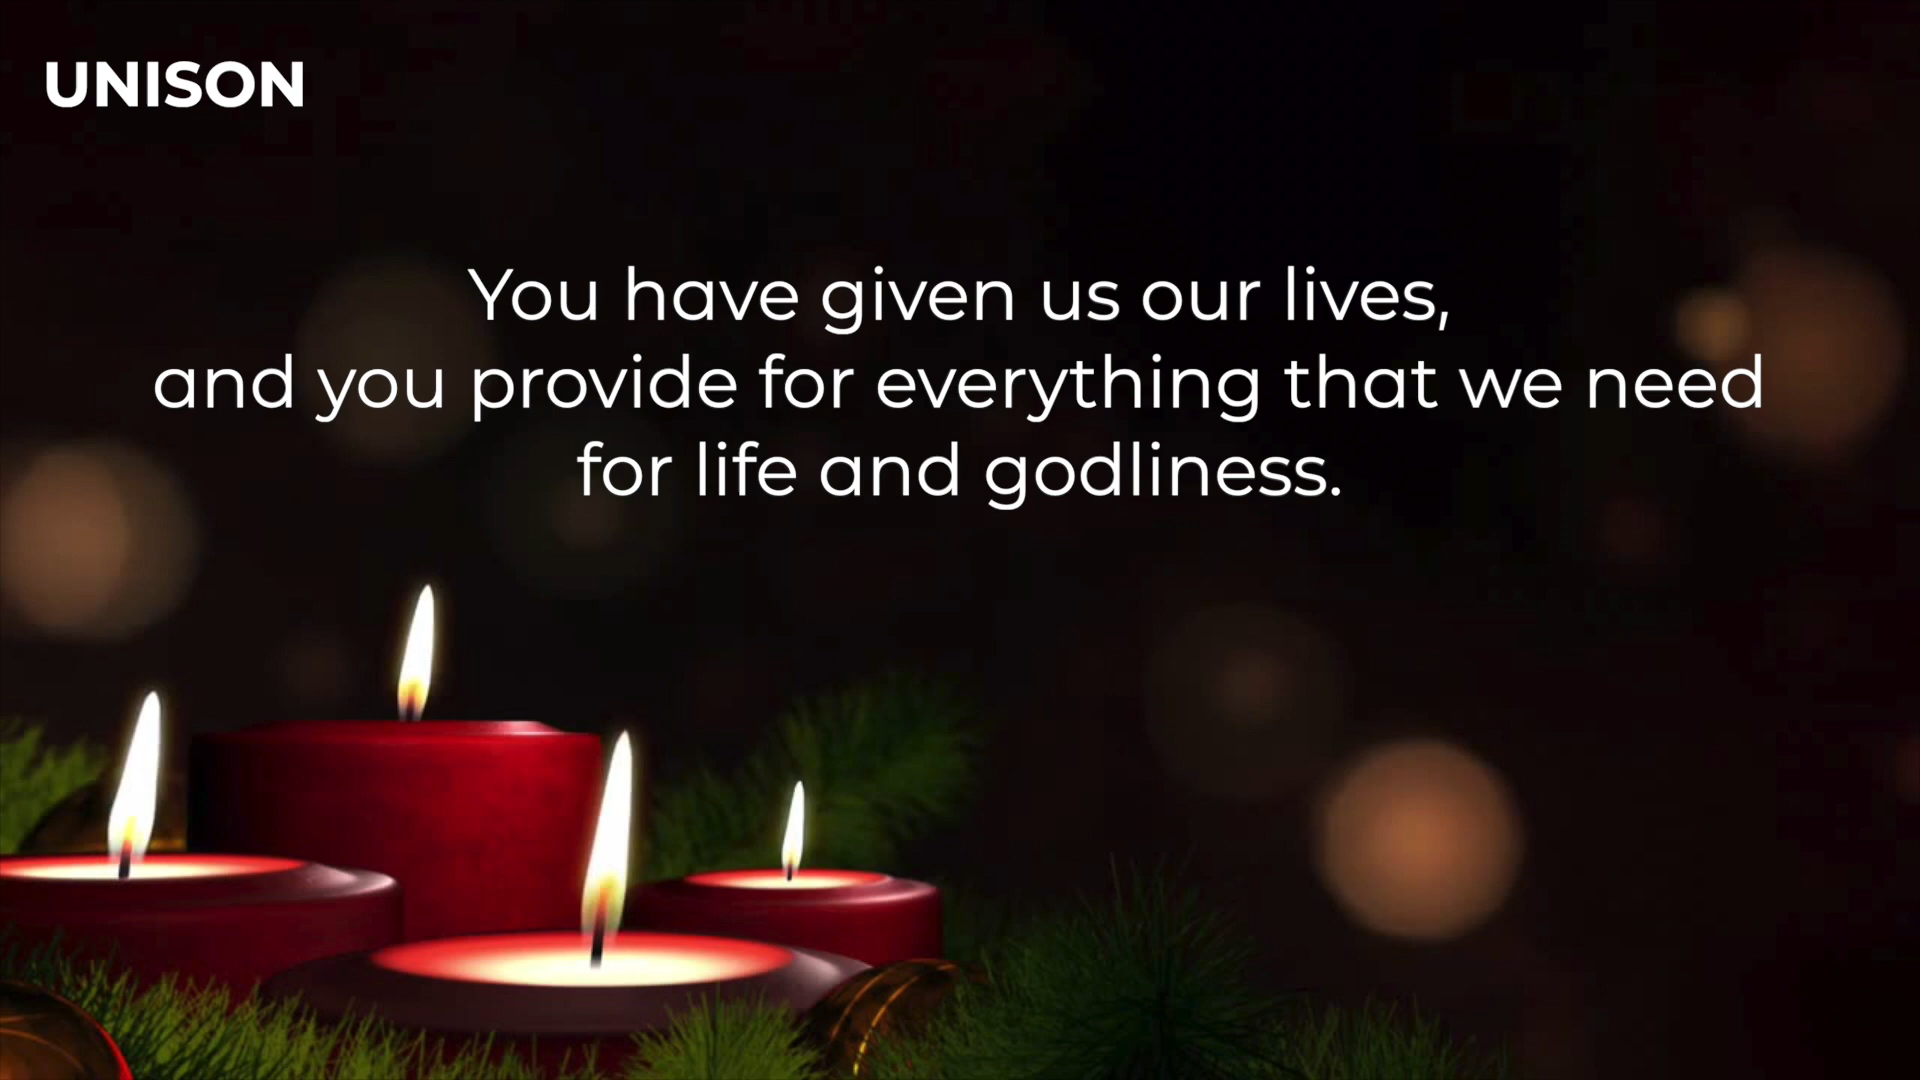 UNISON
You have given us our lives,
and you provide for everything that we need
for life and godliness.